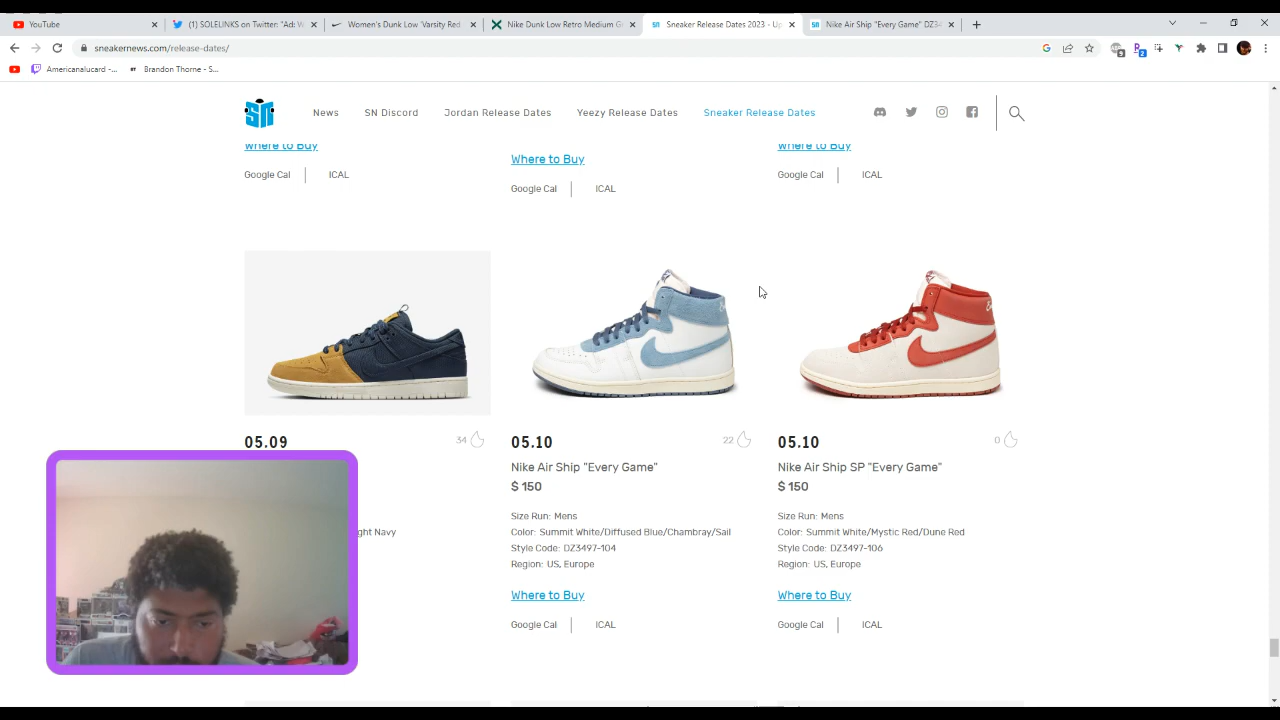 YouTube
(1) SOLELINKS on Twitter: "Ad: W
Women's Dunk Low 'Varsity Red
Nike Dunk Low Retro Medium G
Sneaker Release Dates 2023 - Up
Nike Air Ship "Every Game" DZ34
sneakernews.com/release-dates/
Americanalucard -...
Brandon Thorne - S...
SN
News
SN Discord
Jordan Release Dates
Yeezy Release Dates
Sneaker Release Dates
Where to Buy
Where to Buy
Where to Buy
Google Cal
ICAL
Google Cal
ICAL
Google Cal
ICAL
05.09
34
05.10
22
05.10
0
Nike Air Ship "Every Game"
Nike Air Ship SP "Every Game"
$ 150
$ 150
Size Run: Mens
Size Run: Mens
ght Navy
Color: Summit White/Diffused Blue/Chambray/Sail
Color: Summit White/Mystic Red/Dune Red
Style Code: DZ3497-104
Style Code: DZ3497-106
Region: US, Europe
Region: US, Europe
Where to Buy
Where to Buy
Google Cal
ICAL
Google Cal
ICAL